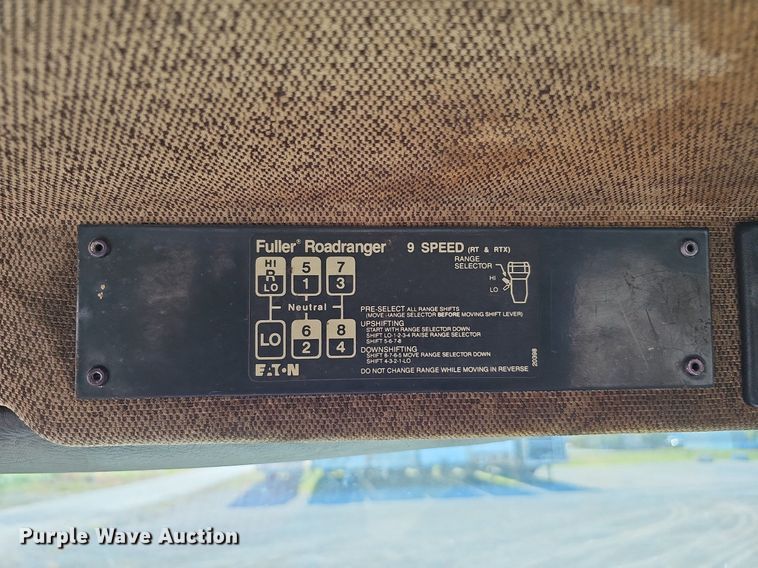 Fuller® Roadranger 9 SPEED (RT & RTX)
RANGE
SELECTOR
HI
LO
HI 5 7
R
LO 1 3
Neutral
LO 6 8
2 4
PRE-SELECT ALL RANGE SHIFTS
(MOVE RANGE SELECTOR BEFORE MOVING SHIFT LEVER)
UPSHIFTING
START WITH RANGE SELECTOR DOWN
SHIFT LO-1-2-3-4 RAISE RANGE SELECTOR
SHIFT 5-6-7-8
DOWNSHIFTING
SHIFT 8-7-6-5 MOVE RANGE SELECTOR DOWN
SHIFT 4-3-2-1-LO
EATON
DO NOT CHANGE RANGE WHILE MOVING IN REVERSE
20398
Purple Wave Auction